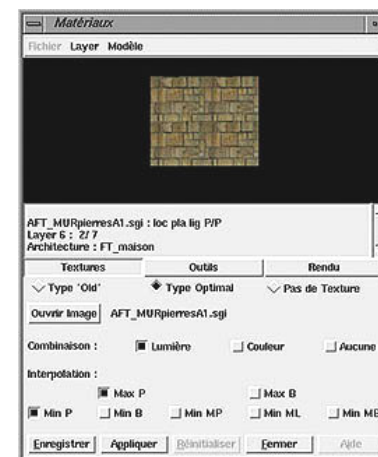 Matériaux
Fichier Layer Modèle
AFT_MURpierresA1.sgi : loc pla lig P/P
Layer 6 : 2/ 7
Architecture : FT_maison
Textures Outils Rendu
Type 'Old' Type Optimal Pas de Texture
Ouvrir Image AFT_MURpierresA1.sgi
Combinaison : Lumière Couleur Aucune
Interpolation :
Max P Max B
Min P Min B Min MP Min ML Min ME
Enregistrer Appliquer Réinitialiser Fermer Aide